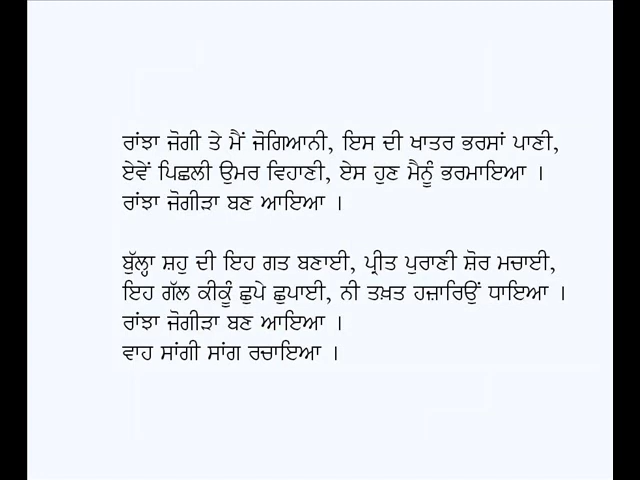 ਰਾਂਝਾ ਜੋਗੀ ਤੇ ਮੈਂ ਜੋਗਿਆਨੀ, ਇਸ ਦੀ ਖਾਤਰ ਭਰਸਾਂ ਪਾਣੀ,
ਏਵੇਂ ਪਿਛਲੀ ਉਮਰ ਵਿਹਾਣੀ, ਏਸ ਹੁਣ ਮੈਨੂੰ ਭਰਮਾਇਆ ।
ਰਾਂਝਾ ਜੋਗੀੜਾ ਬਣ ਆਇਆ ।
ਬੁੱਲ੍ਹਾ ਸ਼ਹੁ ਦੀ ਇਹ ਗਤ ਬਣਾਈ, ਪ੍ਰੀਤ ਪੁਰਾਣੀ ਸ਼ੋਰ ਮਚਾਈ,
ਇਹ ਗੱਲ ਕੀਕੂੰ ਛੁਪੇ ਛੁਪਾਈ, ਨੀ ਤਖ਼ਤ ਹਜ਼ਾਰਿਉਂ ਧਾਇਆ ।
ਰਾਂਝਾ ਜੋਗੀੜਾ ਬਣ ਆਇਆ ।
ਵਾਹ ਸਾਂਗੀ ਸਾਂਗ ਰਚਾਇਆ ।